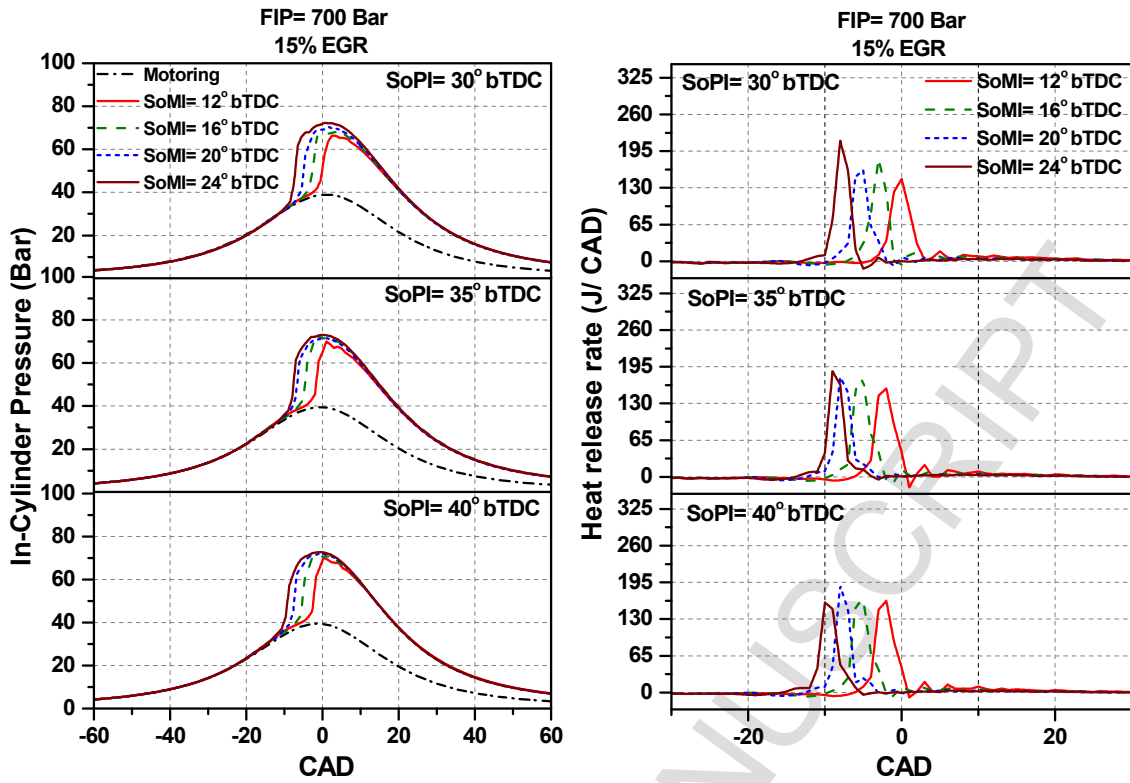 FIP= 700 Bar
15% EGR
In-Cylinder Pressure (Bar)
100
80
60
40
20
100
80
60
40
20
100
80
60
40
20
0
Motoring
SoMI= 12° bTDC
SoMI= 16° bTDC
SoMI= 20° bTDC
SoMI= 24° bTDC
SoPI= 30° bTDC
SoPI= 35° bTDC
SoPI= 40° bTDC
-60 -40 -20 0 20 40 60
CAD
FIP= 700 Bar
15% EGR
Heat release rate (J/ CAD)
325
260
195
130
65
0
325
260
195
130
65
0
325
260
195
130
65
0
SoPI= 30° bTDC
SoMI= 12° bTDC
SoMI= 16° bTDC
SoMI= 20° bTDC
SoMI= 24° bTDC
SoPI= 35° bTDC
SoPI= 40° bTDC
-20 0 20
CAD
NUSCRIPT